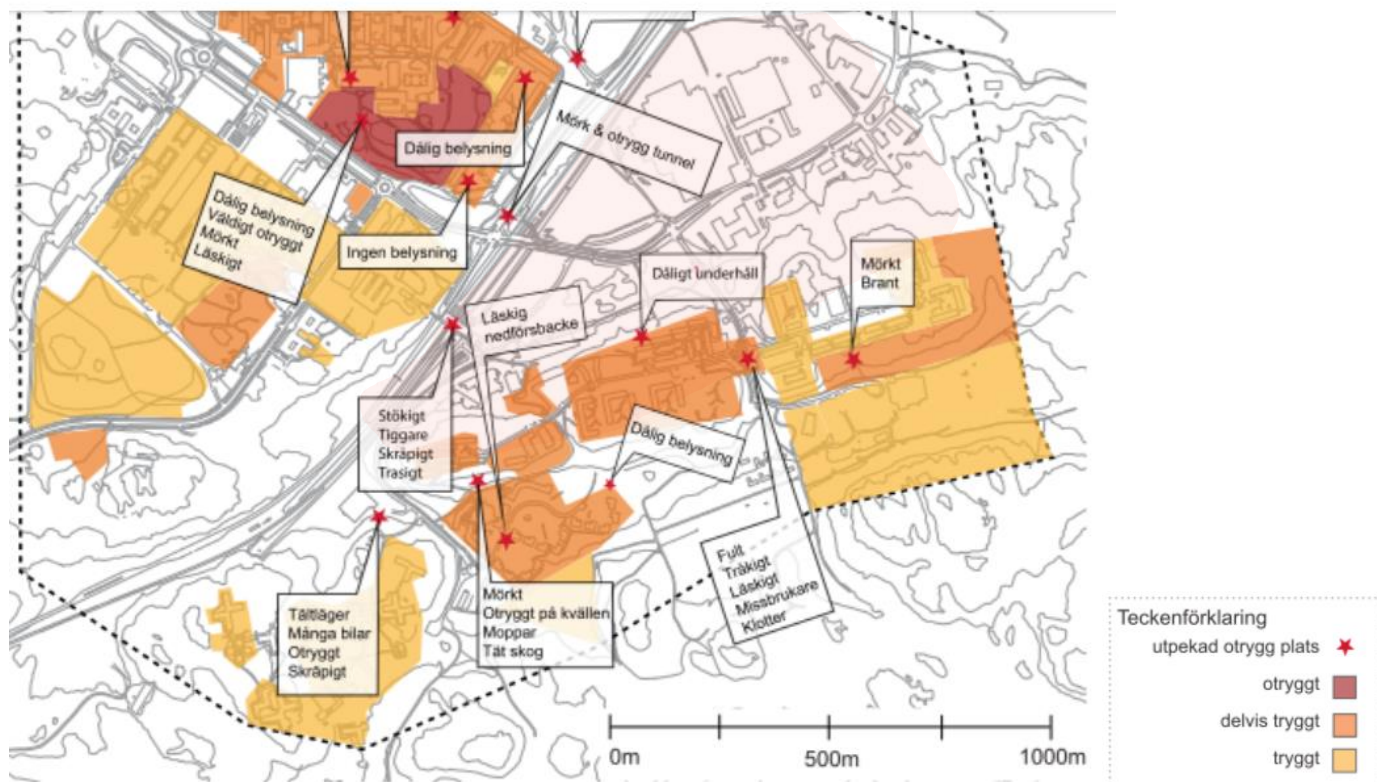 Mörk & otrygg tunnel
Dålig belysning
Dålig belysning
Väldigt otryggt
Mörkt
Läskigt
Ingen belysning
Dåligt underhåll
Mörkt
Brant
Läskig
nedförsbacke
Stökigt
Tiggare
Skräpigt
Trasigt
Dålig belysning
Fult
Tråkigt
Läskigt
Missbrukare
Klotter
Tältläger
Många bilar
Otryggt
Skräpigt
Mörkt
Otryggt på kvällen
Moppar
Tät skog
0m
500m
1000m
Teckenförklaring
utpekad otrygg plats
otryggt
delvis tryggt
tryggt